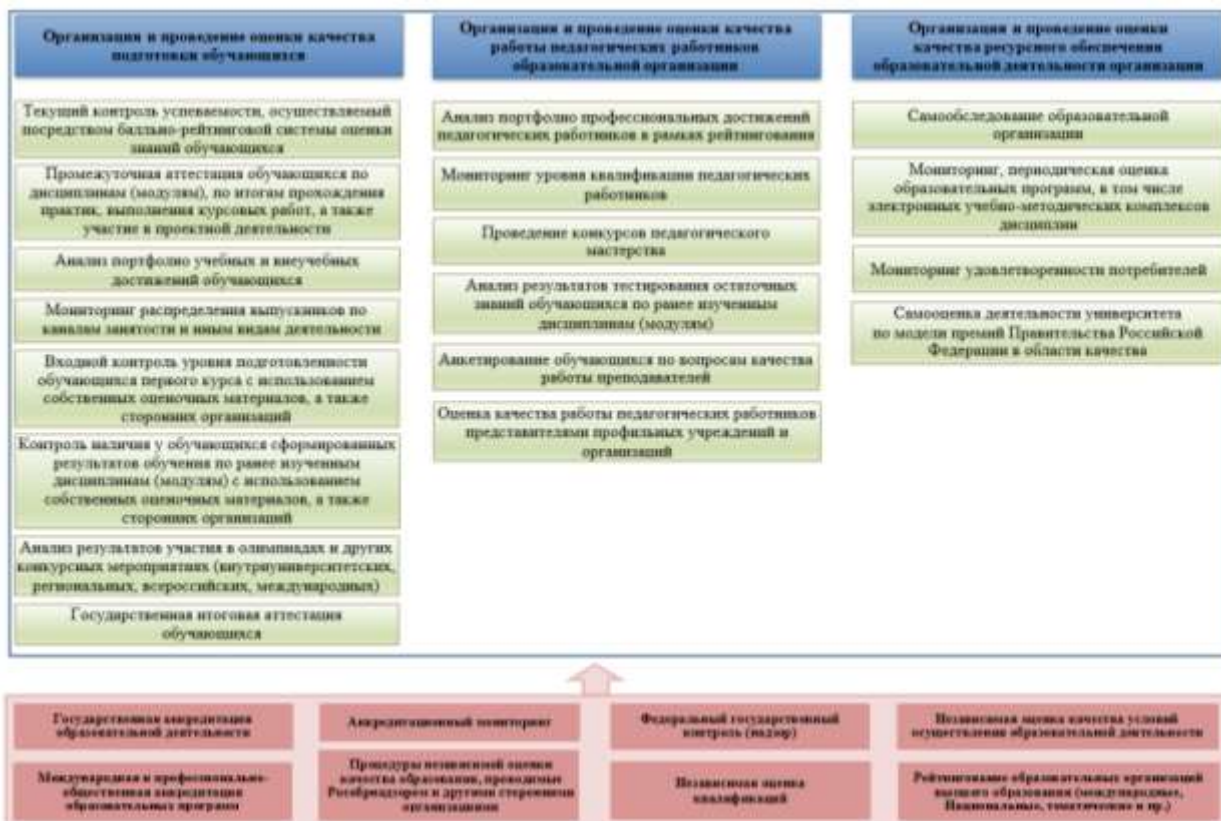 Организация и проведение оценки качества
подготовки обучающихся
Текущий контроль успеваемости, осуществляемый
посредством балльно-рейтинговой системы оценки
знаний обучающихся
Промежуточная аттестация обучающихся по
дисциплинам (модулям), по итогам прохождения
практик, выполнения курсовых работ, а также
участие в проектной деятельности
Анализ портфолио учебных и внеучебных
достижений обучающихся
Мониторинг распределения выпускников по
каналам занятости и иным видам деятельности
Входной контроль уровня подготовленности
обучающихся первого курса с использованием
собственных оценочных материалов, а также
сторонних организаций
Контроль наличия у обучающихся сформированных
результатов обучения по ранее изученным
дисциплинам (модулям) с использованием
собственных оценочных материалов, а также
сторонних организаций
Анализ результатов участия в олимпиадах и других
конкурсных мероприятиях (внутриуниверситетских,
региональных, всероссийских, международных)
Государственная итоговая аттестация
обучающихся
Организация и проведение оценки качества
работы педагогических работников
образовательной организации
Анализ портфолио профессиональных достижений
педагогических работников в рамках рейтингования
Мониторинг уровня квалификации педагогических
работников
Проведение конкурсов педагогического
мастерства
Анализ результатов тестирования остаточных
знаний обучающихся по ранее изученным
дисциплинам (модулям)
Анкетирование обучающихся по вопросам качества
работы преподавателей
Оценка качества работы педагогических работников
представителями профильных учреждений и
организаций
Организация и проведение оценки
качества ресурсного обеспечения
образовательной деятельности организации
Самообследование образовательной
организации
Мониторинг, периодическая оценка
образовательных программ, в том числе
электронных учебно-методических комплексов
дисциплин
Мониторинг удовлетворенности потребителей
Самооценка деятельности университета
по модели премий Правительства Российской
Федерации в области качества
Государственная аккредитация
образовательной деятельности
Аккредитационный мониторинг
Федеральный государственный
контроль (надзор)
Независимая оценка качества условий
осуществления образовательной деятельности
Международная и профессионально-
общественная аккредитация
образовательных программ
Процедуры независимой оценки
качества образования, проводимые
Рособрнадзором и другими сторонними
организациями
Независимая оценка
квалификаций
Рейтингование образовательных организаций
высшего образования (международные,
Национальные, тематические и пр.)